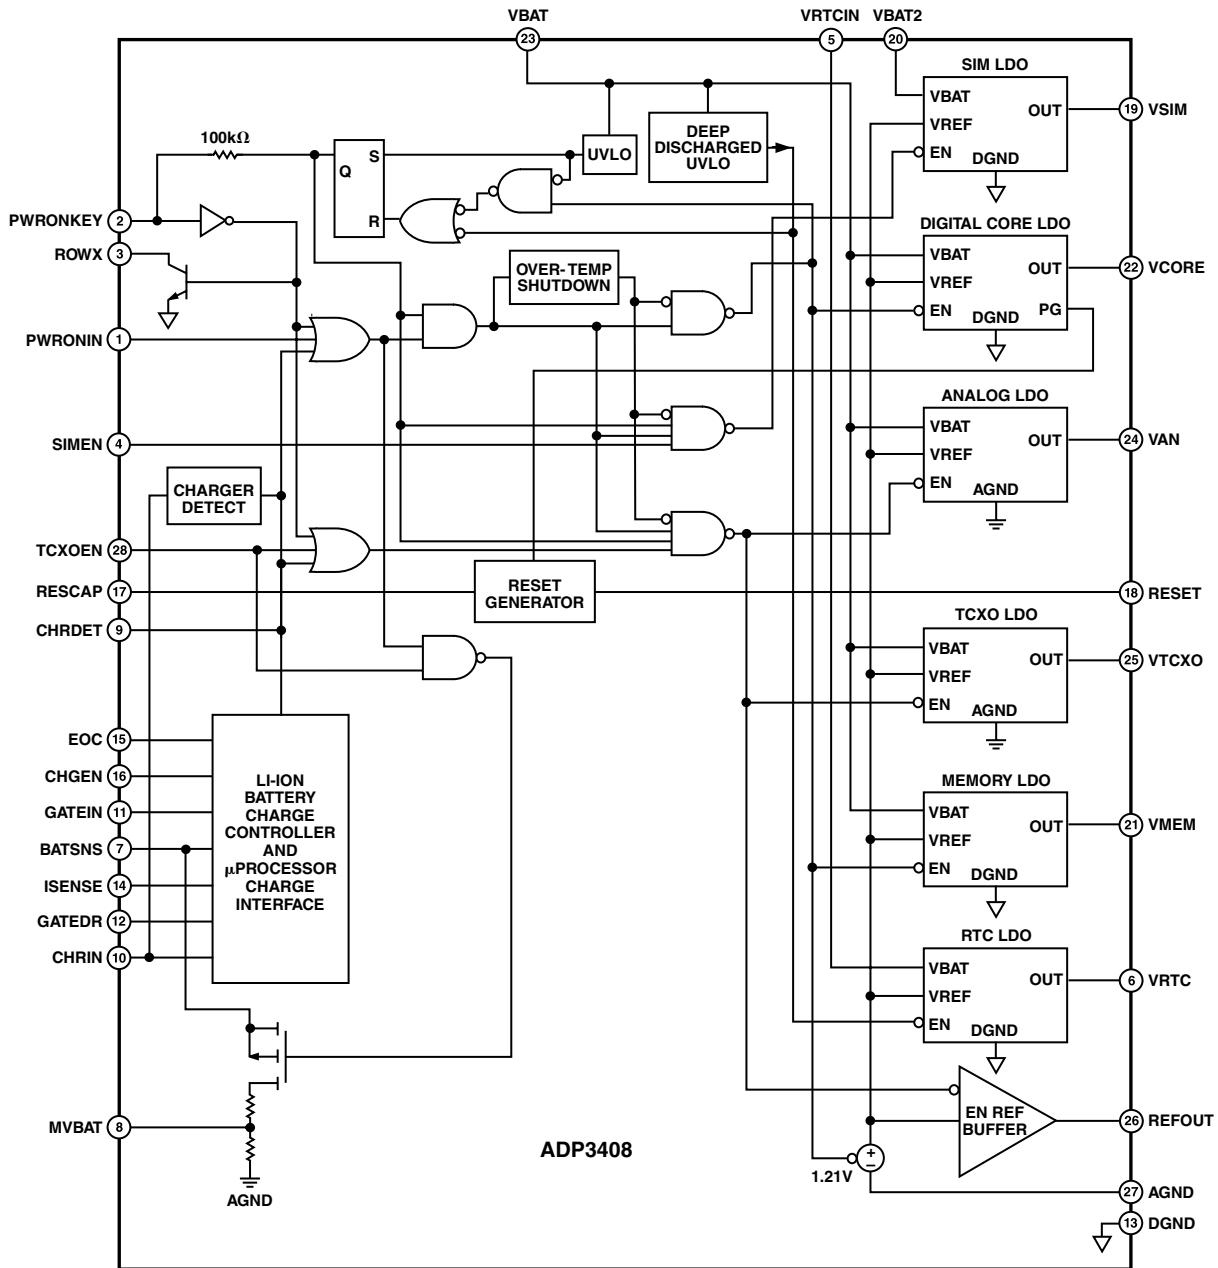 VBAT
23
VRTCIN
5
VBAT2
20
SIM LDO
VBAT
OUT
VREF
EN
DGND
19 VSIM
100kΩ
S
Q
R
UVLO
DEEP
DISCHARGED
UVLO
PWRONKEY 2
ROWX 3
DIGITAL CORE LDO
VBAT
OUT
VREF
PG
EN
DGND
22 VCORE
OVER-TEMP
SHUTDOWN
PWRONIN 1
ANALOG LDO
VBAT
OUT
VREF
EN
AGND
24 VAN
SIMEN 4
CHARGER
DETECT
TCXOEN 28
RESCAP 17
RESET
GENERATOR
18 RESET
CHRDET 9
TCXO LDO
VBAT
OUT
VREF
EN
AGND
25 VTCXO
EOC 15
CHGEN 16
GATEIN 11
BATSNS 7
ISENSE 14
GATEDR 12
CHRIN 10
LI-ION
BATTERY
CHARGE
CONTROLLER
AND
μPROCESSOR
CHARGE
INTERFACE
MEMORY LDO
VBAT
OUT
VREF
EN
DGND
21 VMEM
RTC LDO
VBAT
OUT
VREF
EN
DGND
6 VRTC
MVBAT 8
AGND
ADP3408
EN REF
BUFFER
26 REFOUT
+
−
1.21V
27 AGND
13 DGND